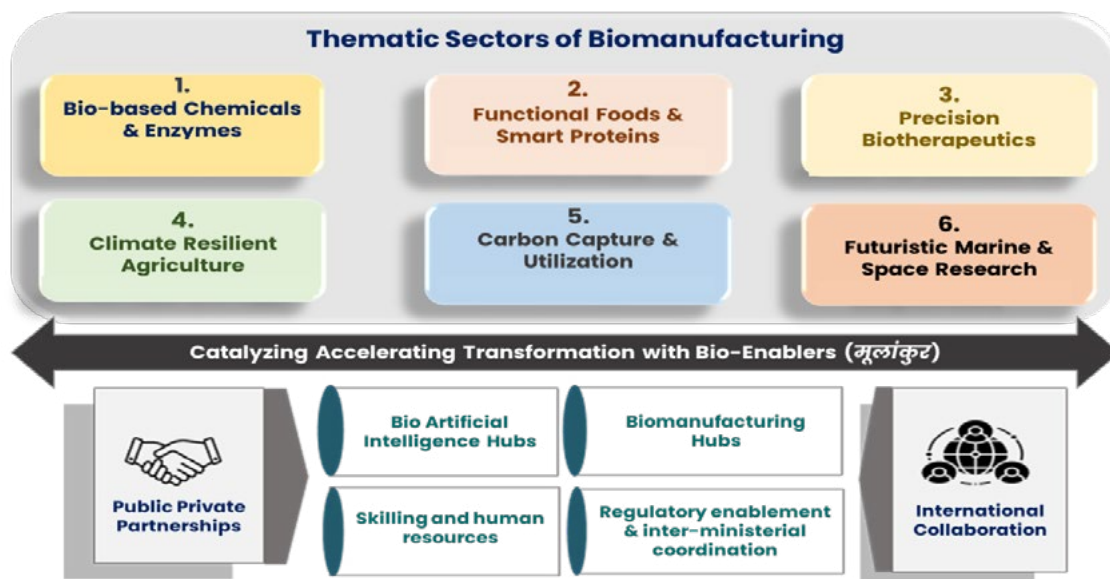 Thematic Sectors of Biomanufacturing
1.
Bio-based Chemicals
& Enzymes
2.
Functional Foods &
Smart Proteins
3.
Precision
Biotherapeutics
4.
Climate Resilient
Agriculture
5.
Carbon Capture &
Utilization
6.
Futuristic Marine &
Space Research
Catalyzing Accelerating Transformation with Bio-Enablers (मूलांकुर)
Public Private
Partnerships
Bio Artificial
Intelligence Hubs
Biomanufacturing
Hubs
Skilling and human
resources
Regulatory enablement
& inter-ministerial
coordination
International
Collaboration